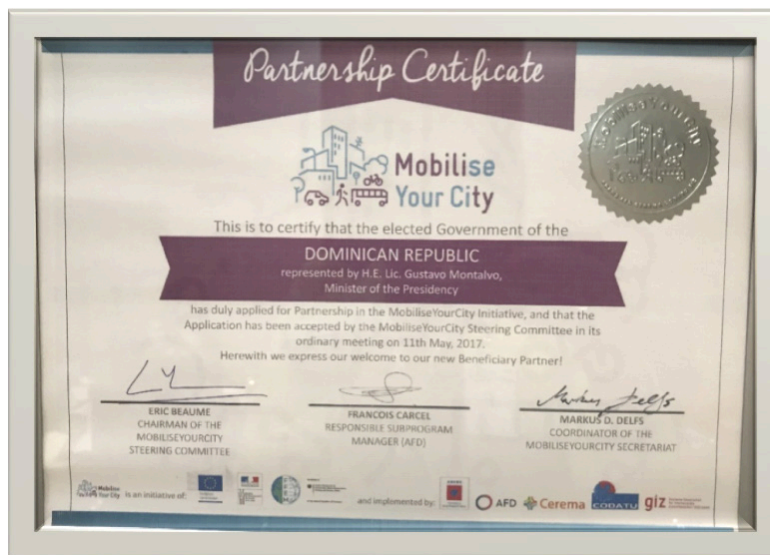 Partnership Certificate
Mobilise
Your City
This is to certify that the elected Government of the
DOMINICAN REPUBLIC
represented by H.E. Lic. Gustavo Montalvo,
Minister of the Presidency
has duly applied for Partnership in the MobiliseYourCity Initiative, and that the
Application has been accepted by the MobiliseYourCity Steering Committee in its
ordinary meeting on 11th May, 2017.
Herewith we express our welcome to our new Beneficiary Partner!
Markus Delfs
ERIC BEAUME
CHAIRMAN OF THE
MOBILISEYOURCITY
STEERING COMMITTEE
FRANCOIS CARCEL
RESPONSIBLE SUBPROGRAM
MANAGER (AFD)
MARKUS D. DELFS
COORDINATOR OF THE
MOBILISEYOURCITY SECRETARIAT
Mobilise
Your City
is an initiative of:
and implemented by:
AFD
Cerema
CODATU
giz